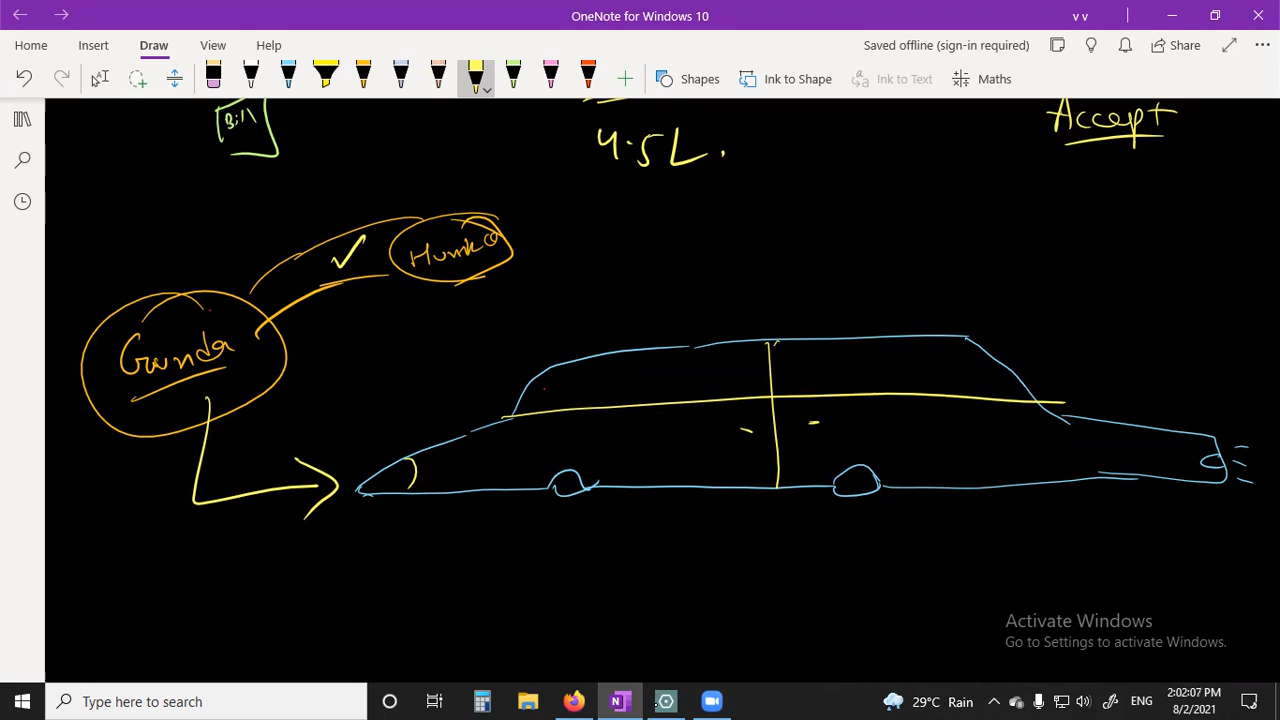 OneNote for Windows 10
v v
Home Insert Draw View Help
Saved offline (sign-in required)
Share
Shapes
Ink to Shape
Ink to Text
Maths
Bill
4.5L.
Accept
Activate Windows
Go to Settings to activate Windows.
Type here to search
29°C Rain
ENG
2:02:07 PM
8/2/2021